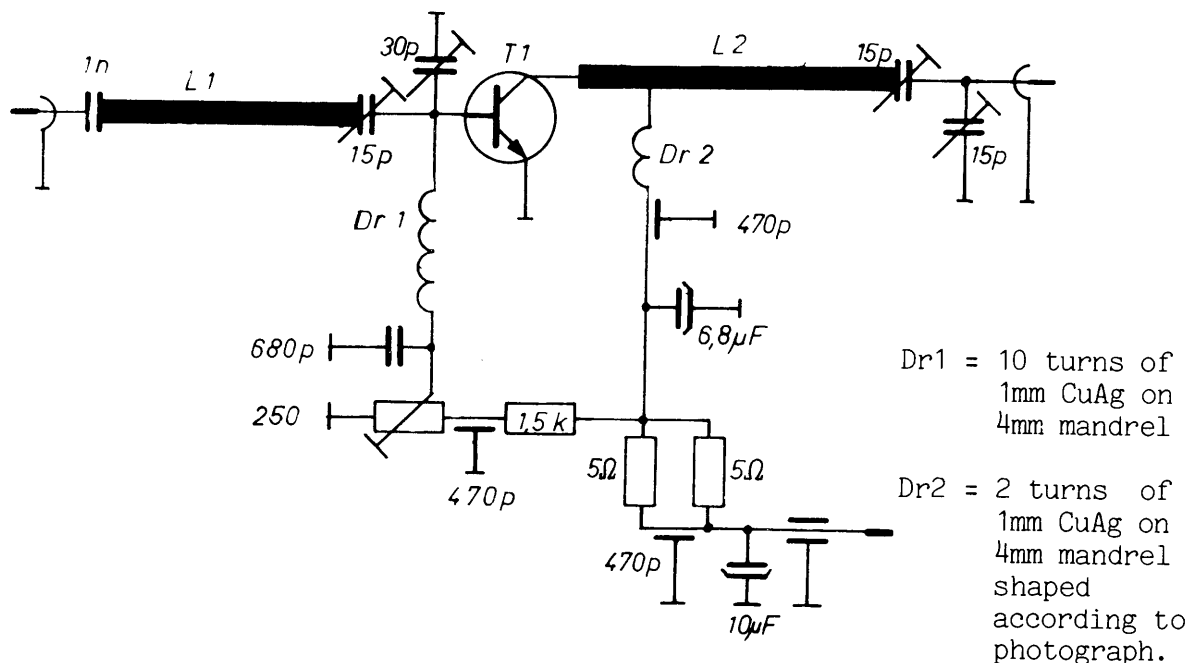 1n
L1
30p
T1
L2
15p
15p
15p
Dr 1
Dr 2
470p
680p
6,8µF
250
1,5 k
470p
5Ω
5Ω
470p
10µF
Dr1 = 10 turns of
1mm CuAg on
4mm mandrel
Dr2 = 2 turns of
1mm CuAg on
4mm mandrel
shaped
according to
photograph.